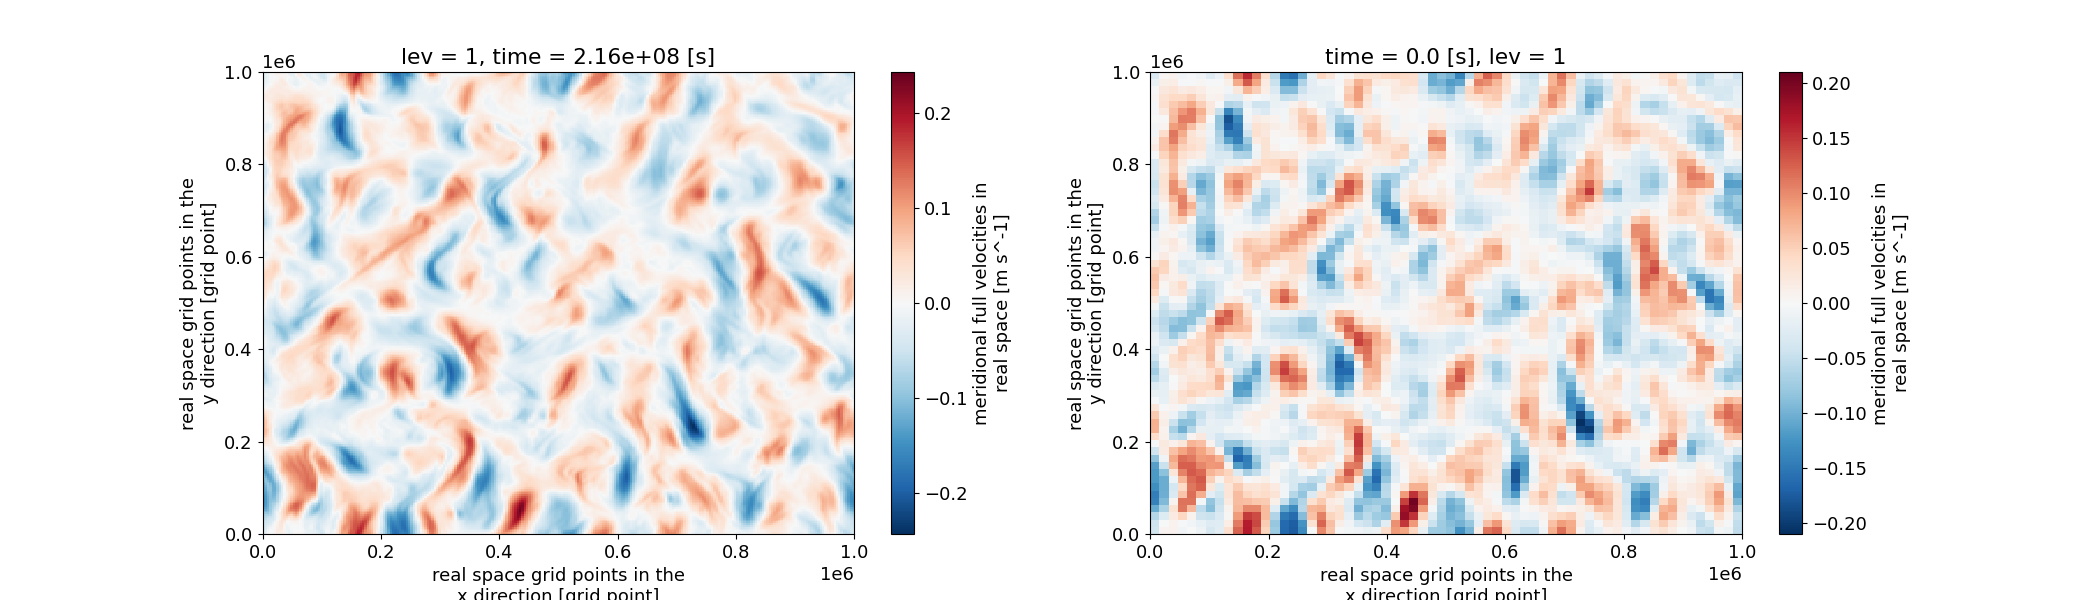 lev = 1, time = 2.16e+08 [s]
1e6
1.0
0.8
0.6
0.4
0.2
0.0
real space grid points in the
y direction [grid point]
0.0 0.2 0.4 0.6 0.8 1.0
1e6
real space grid points in the
x direction [grid point]
0.2
0.1
0.0
−0.1
−0.2
meridional full velocities in
real space [m s^-1]
time = 0.0 [s], lev = 1
1e6
1.0
0.8
0.6
0.4
0.2
0.0
real space grid points in the
y direction [grid point]
0.0 0.2 0.4 0.6 0.8 1.0
1e6
real space grid points in the
x direction [grid point]
0.20
0.15
0.10
0.05
0.00
−0.05
−0.10
−0.15
−0.20
meridional full velocities in
real space [m s^-1]